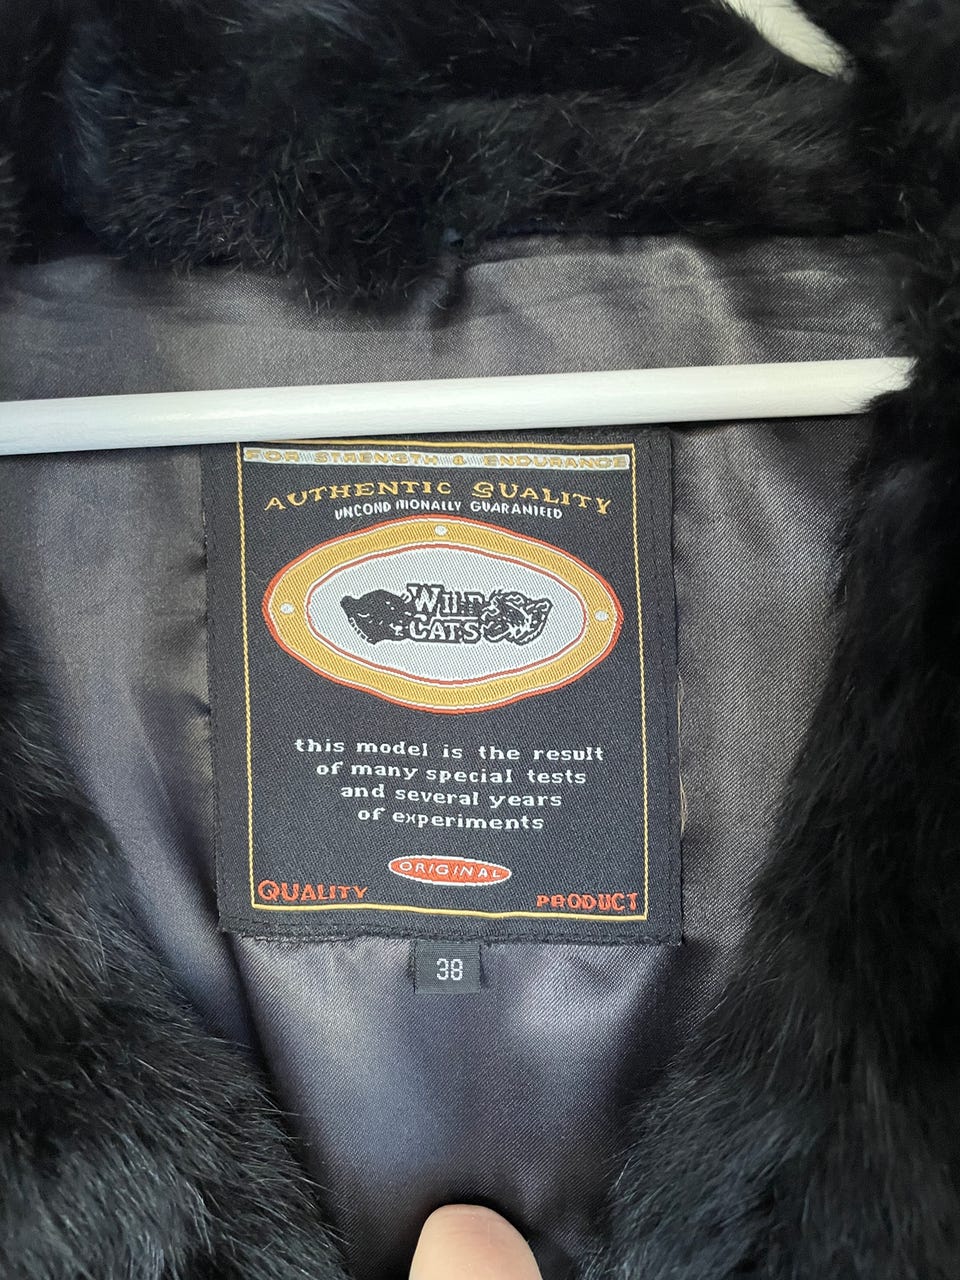 FOR STRENGTH & ENDURANCE
AUTHENTIC QUALITY
UNCONDITIONALLY GUARANTEED
WILD
CATS
this model is the result
of many special tests
and several years
of experiments
ORIGINAL
QUALITY PRODUCT
38